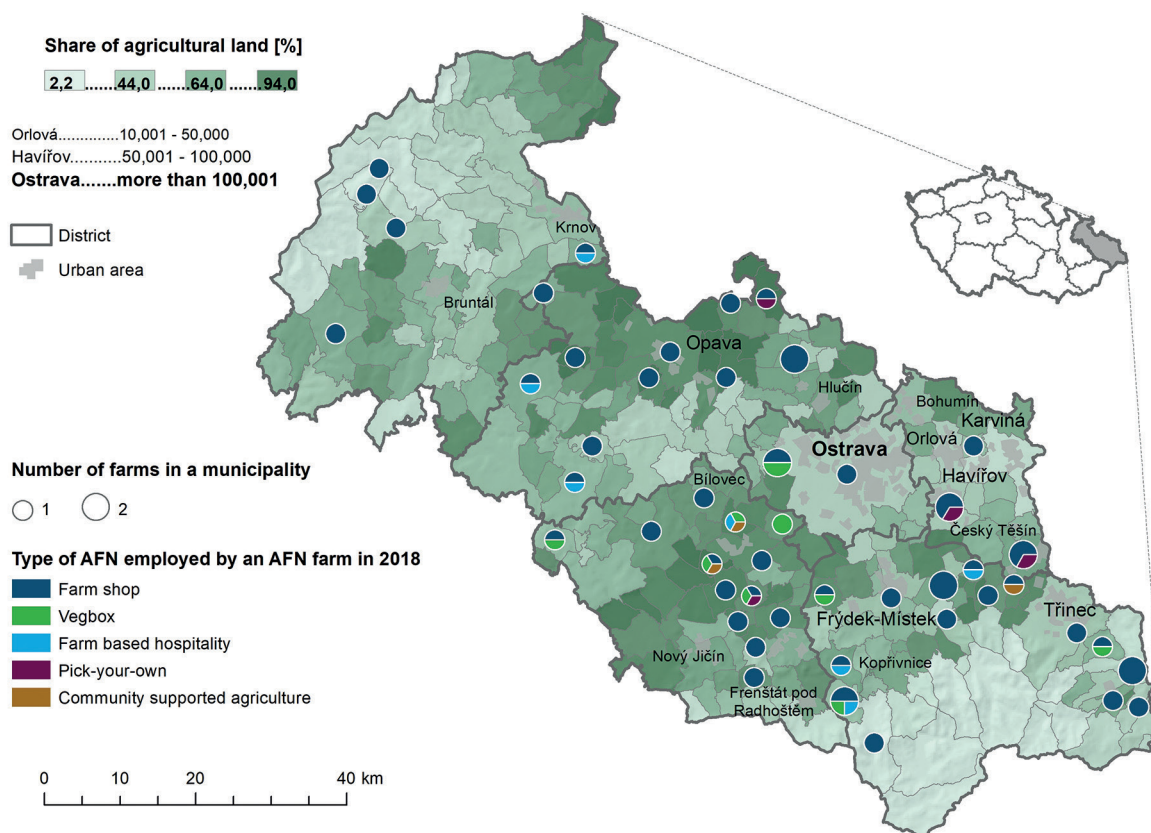 Share of agricultural land [%]
2,2 ......44,0 ......64,0 ......94,0
Orlová.............10,001 - 50,000
Havířov..........50,001 - 100,000
Ostrava.......more than 100,001
District
Urban area
Krnov
Bruntál
Opava
Hlučín
Bohumín
Karviná
Orlová
Ostrava
Havířov
Bílovec
Český Těšín
Třinec
Frýdek-Místek
Nový Jičín
Kopřivnice
Frenštát pod
Radhoštěm
Number of farms in a municipality
1 2
Type of AFN employed by an AFN farm in 2018
Farm shop
Vegbox
Farm based hospitality
Pick-your-own
Community supported agriculture
0 10 20 40 km